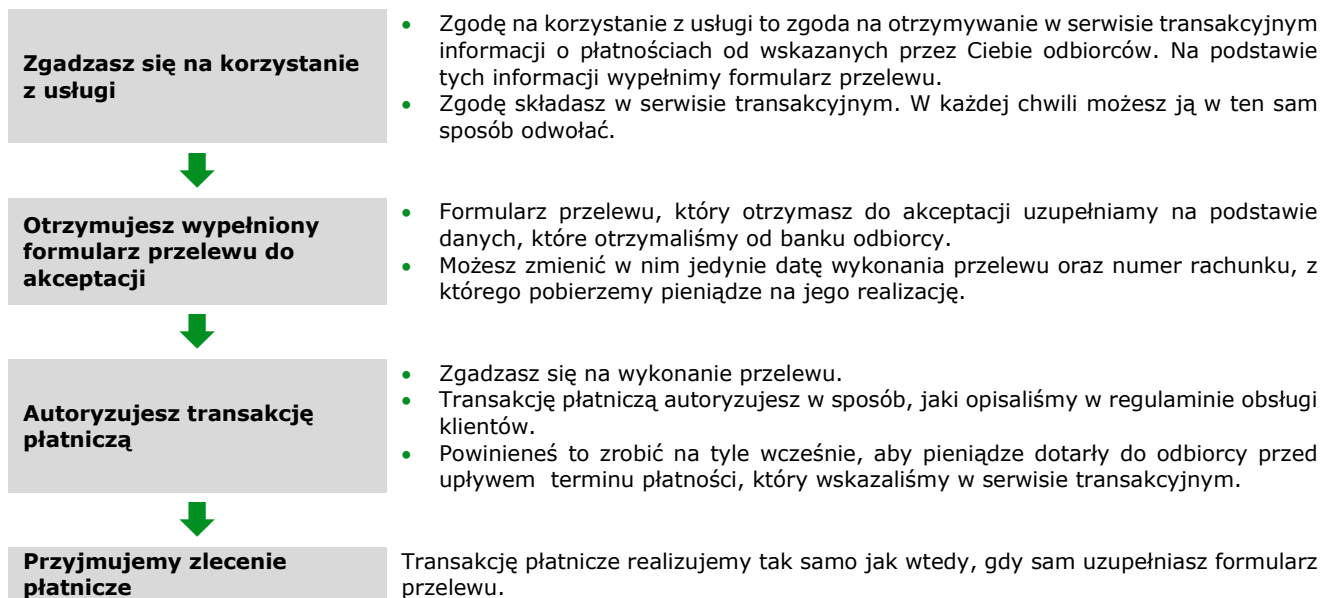 Zgadzasz się na korzystanie
z usługi
• Zgodę na korzystanie z usługi to zgoda na otrzymywanie w serwisie transakcyjnym
informacji o płatnościach od wskazanych przez Ciebie odbiorców. Na podstawie
tych informacji wypełnimy formularz przelewu.
• Zgodę składasz w serwisie transakcyjnym. W każdej chwili możesz ją w ten sam
sposób odwołać.
Otrzymujesz wypełniony
formularz przelewu do
akceptacji
• Formularz przelewu, który otrzymasz do akceptacji uzupełniamy na podstawie
danych, które otrzymaliśmy od banku odbiorcy.
• Możesz zmienić w nim jedynie datę wykonania przelewu oraz numer rachunku, z
którego pobierzemy pieniądze na jego realizację.
Autoryzujesz transakcję
płatniczą
• Zgadzasz się na wykonanie przelewu.
• Transakcję płatniczą autoryzujesz w sposób, jaki opisaliśmy w regulaminie obsługi
klientów.
• Powinieneś to zrobić na tyle wcześnie, aby pieniądze dotarły do odbiorcy przed
upływem terminu płatności, który wskazaliśmy w serwisie transakcyjnym.
Przyjmujemy zlecenie
płatnicze
Transakcję płatnicze realizujemy tak samo jak wtedy, gdy sam uzupełniasz formularz
przelewu.